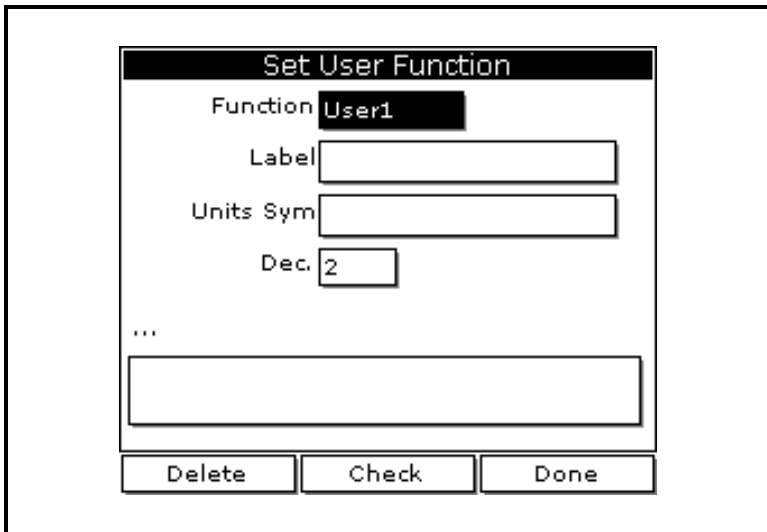 Set User Function
Function User1
Label
Units Sym
Dec. 2
...
Delete Check Done